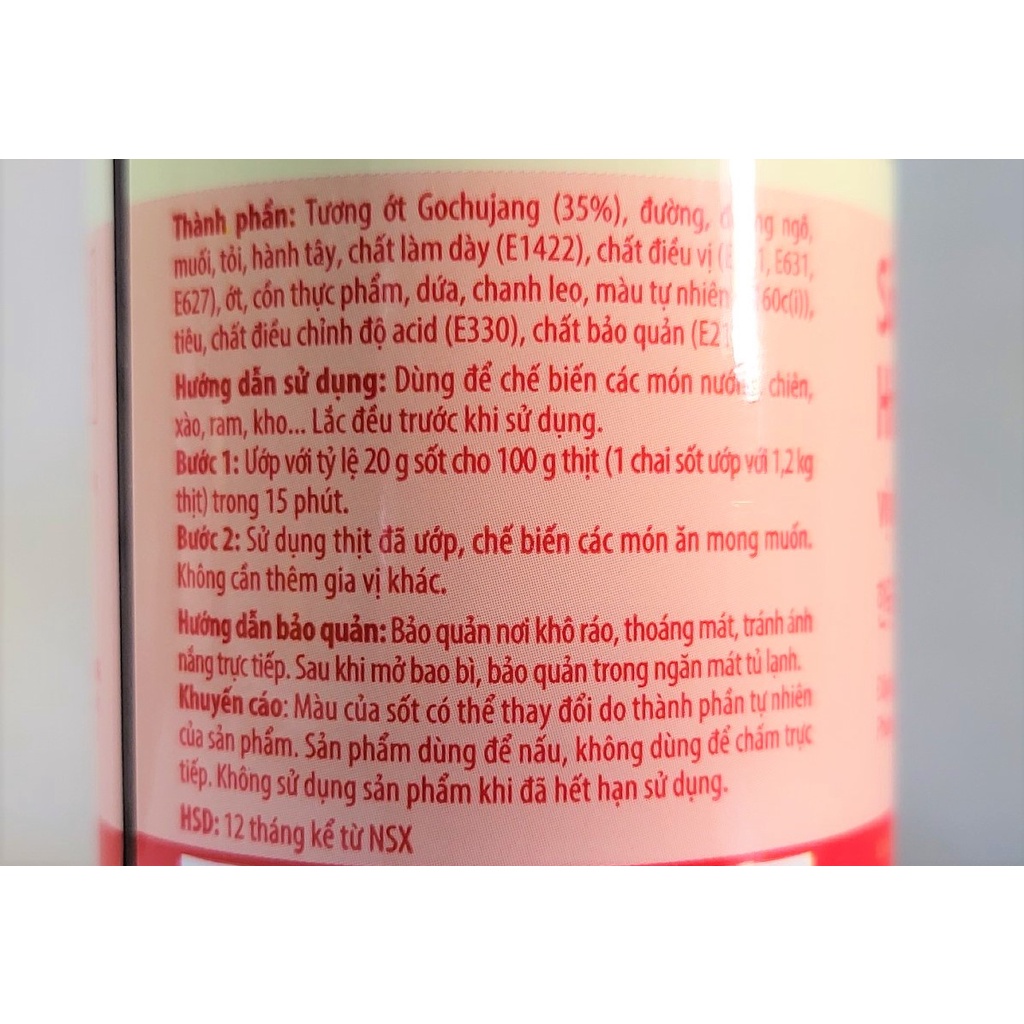 Thành phần: Tương ớt Gochujang (35%), đường, ngô,
muối, tỏi, hành tây, chất làm dày (E1422), chất điều vị ( E631,
E627), ớt, cồn thực phẩm, dứa, chanh leo, màu tự nhiên 60c(i)),
tiêu, chất điều chỉnh độ acid (E330), chất bảo quản
Hướng dẫn sử dụng: Dùng để chế biến các món nướng, chiên,
xào, ram, kho... Lắc đều trước khi sử dụng.
Bước 1: Ướp với tỷ lệ 20 g sốt cho 100 g thịt (1 chai sốt ướp với 1,2 kg
thịt) trong 15 phút.
Bước 2: Sử dụng thịt đã ướp, chế biến các món ăn mong muốn.
Không cần thêm gia vị khác.
Hướng dẫn bảo quản: Bảo quản nơi khô ráo, thoáng mát, tránh ánh
nắng trực tiếp. Sau khi mở bao bì, bảo quản trong ngăn mát tủ lạnh.
Khuyến cáo: Màu của sốt có thể thay đổi do thành phần tự nhiên
của sản phẩm. Sản phẩm dùng để nấu, không dùng để chấm trực
tiếp. Không sử dụng sản phẩm khi đã hết hạn sử dụng.
HSD: 12 tháng kể từ NSX